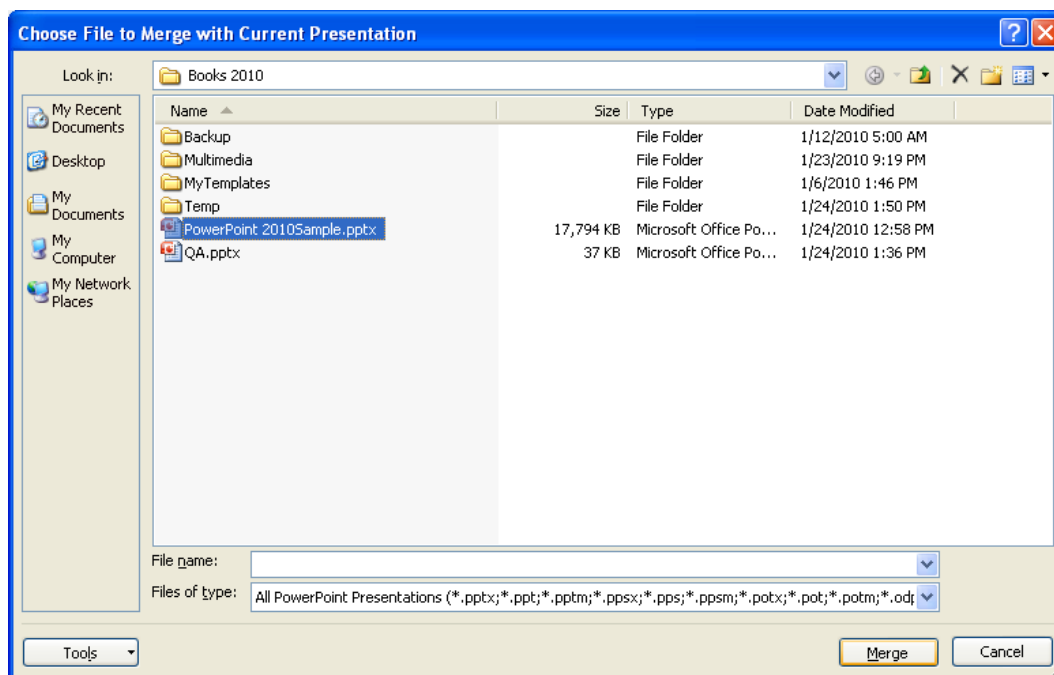 Choose File to Merge with Current Presentation
Look in:
Books 2010
My Recent
Documents
Desktop
My
Documents
My
Computer
My Network
Places
Name Size Type Date Modified
Backup File Folder 1/12/2010 5:00 AM
Multimedia File Folder 1/23/2010 9:19 PM
MyTemplates File Folder 1/6/2010 1:46 PM
Temp File Folder 1/24/2010 1:50 PM
PowerPoint 2010Sample.pptx 17,794 KB Microsoft Office Po... 1/24/2010 12:58 PM
QA.pptx 37 KB Microsoft Office Po... 1/24/2010 1:36 PM
File name:
Files of type: All PowerPoint Presentations (*.pptx;*.ppt;*.pptm;*.ppsx;*.pps;*.ppsm;*.potx;*.pot;*.potm;*.odp
Tools Merge Cancel